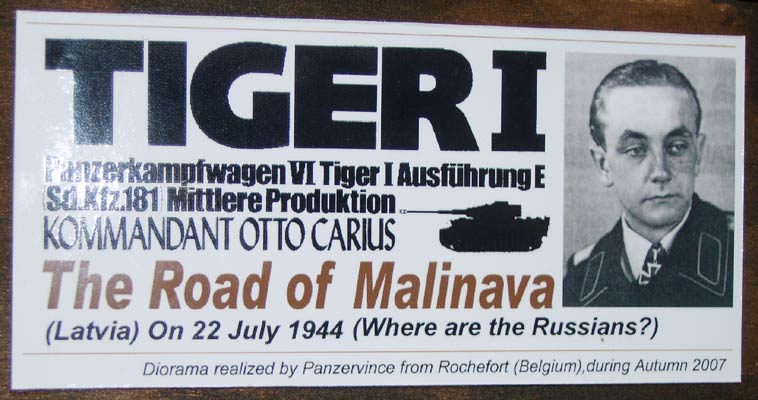 TIGER I
Panzerkampfwagen VI Tiger I Ausführung E
(Sd.Kfz.181) Mittlere Produktion
KOMMANDANT OTTO CARIUS
The Road of Malinava
(Latvia) On 22 July 1944 (Where are the Russians?)
Diorama realized by Panzervince from Rochefort (Belgium),during Autumn 2007